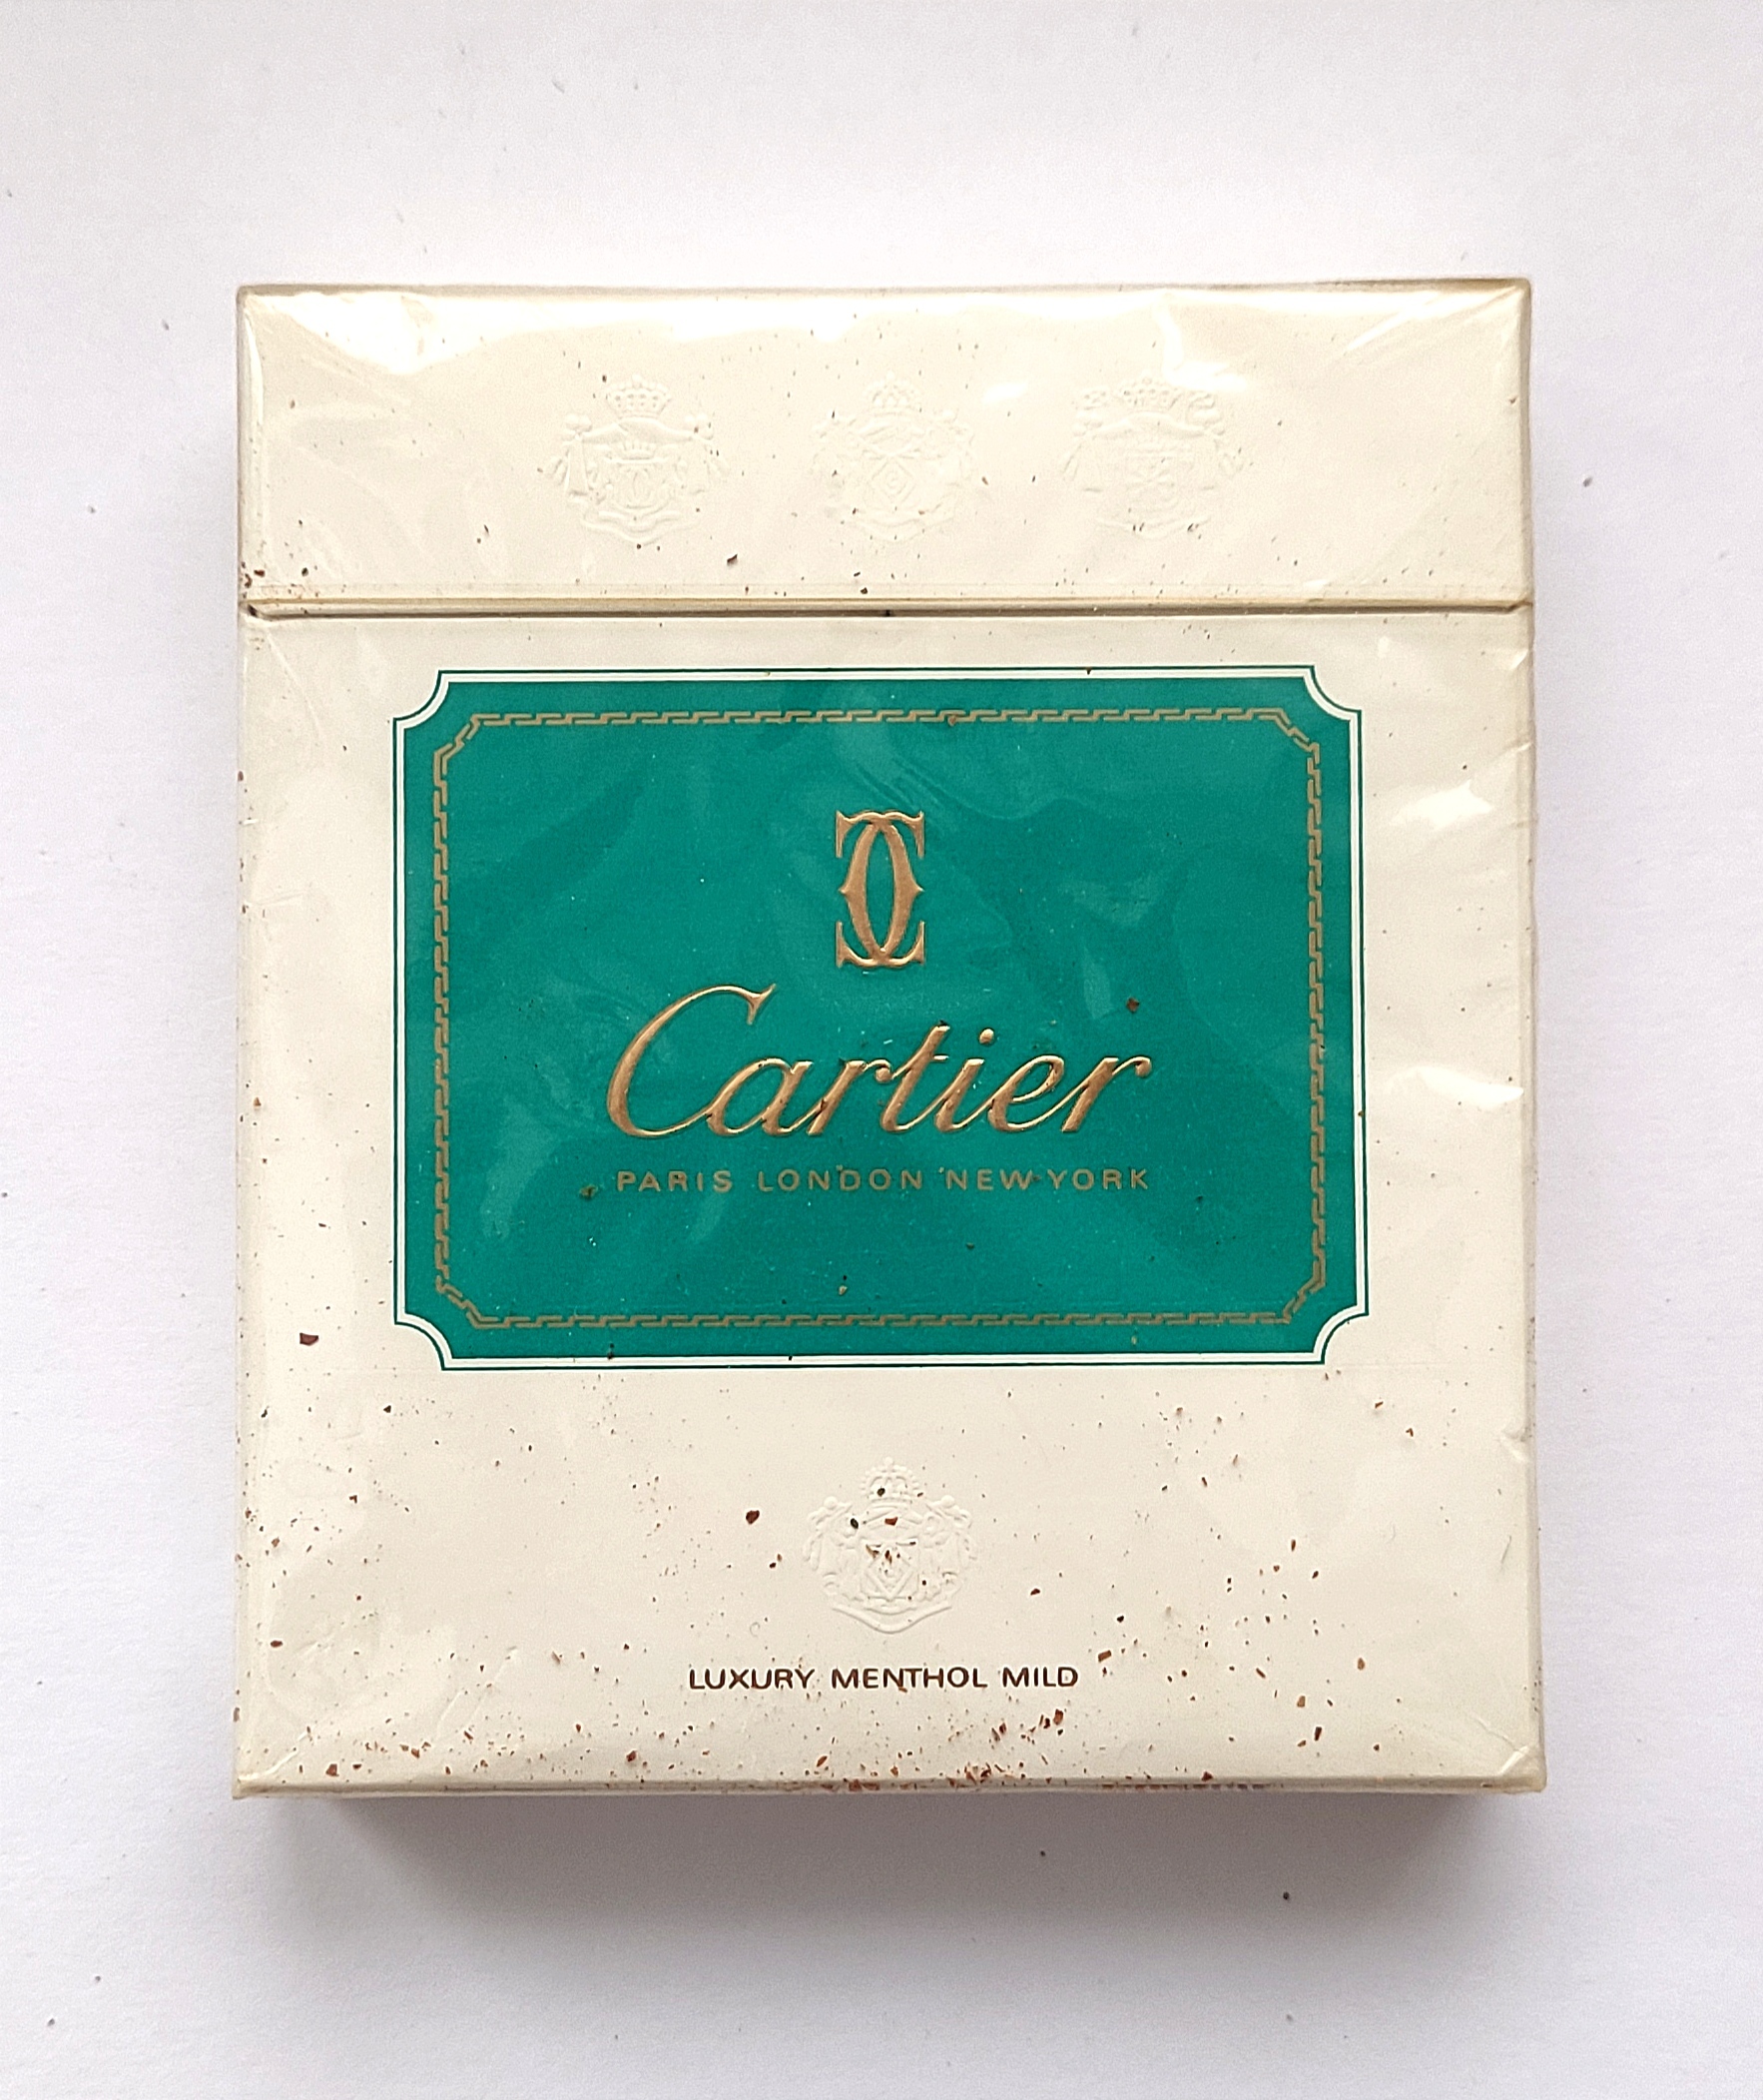 Cartier
PARIS LONDON NEW YORK
LUXURY MENTHOL MILD